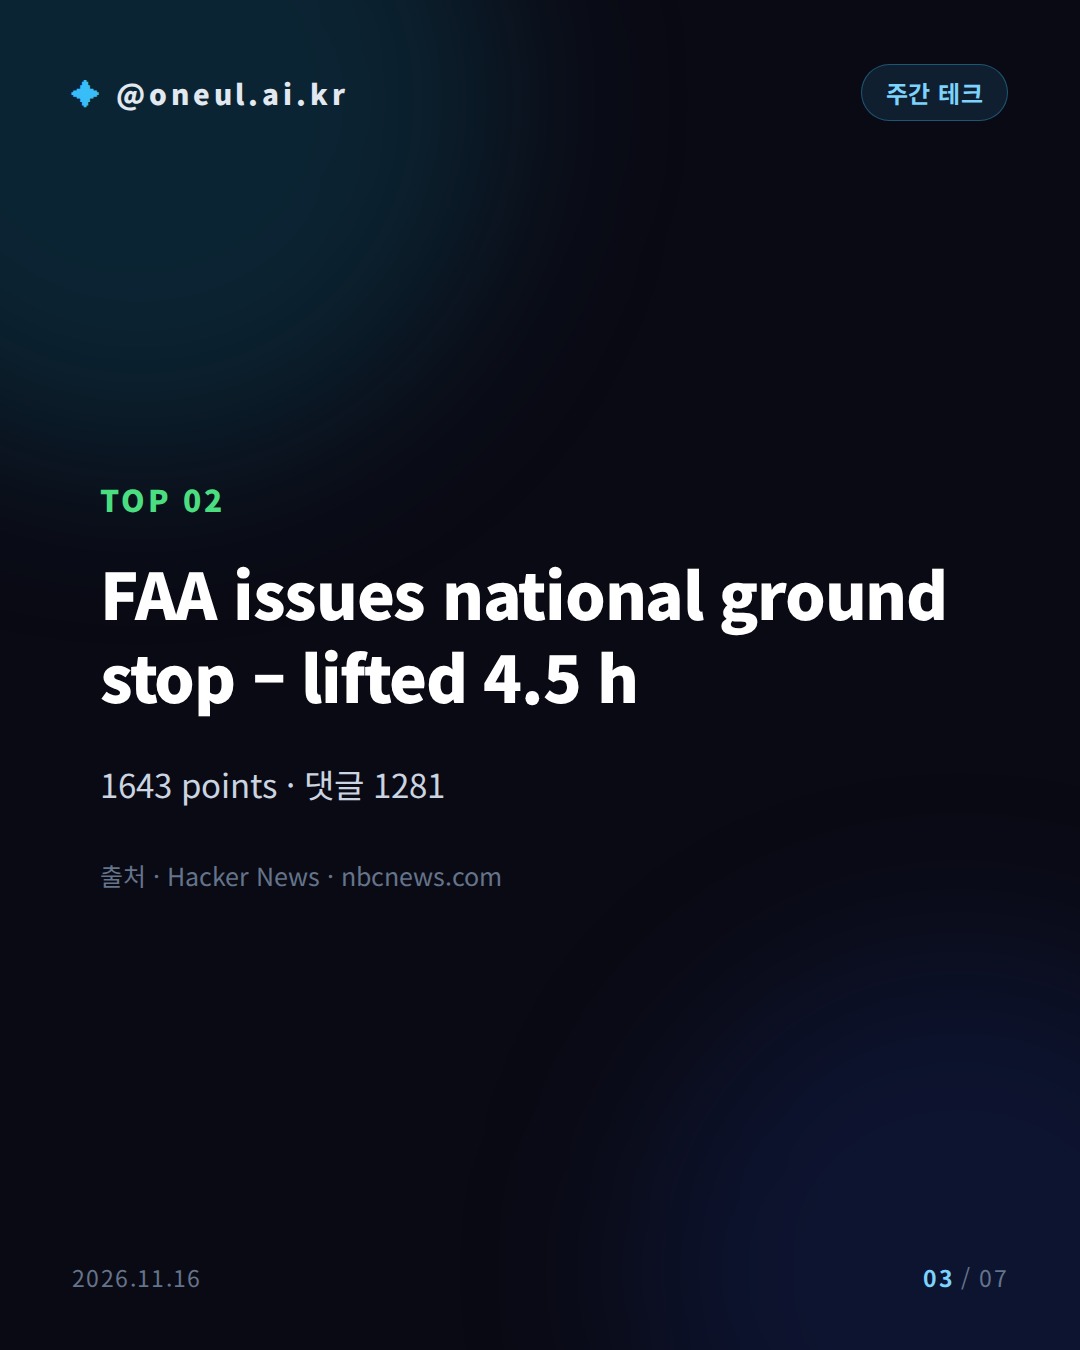 @oneul.ai.kr
주간 테크
TOP 02
FAA issues national ground
stop – lifted 4.5 h
1643 points · 댓글 1281
출처 · Hacker News · nbcnews.com
2026.11.16
03 / 07